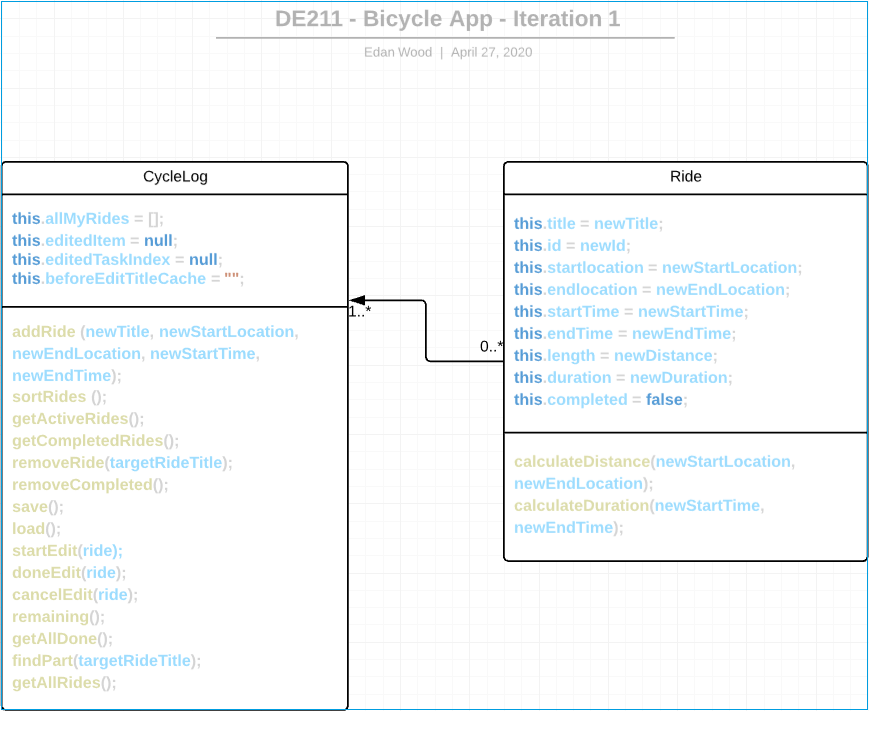 DE211 - Bicycle App - Iteration 1
Edan Wood | April 27, 2020
CycleLog
this.allMyRides = [];
this.editedItem = null;
this.editedTaskIndex = null;
this.beforeEditTitleCache = "";
addRide (newTitle, newStartLocation,
newEndLocation, newStartTime,
newEndTime);
sortRides ();
getActiveRides();
getCompletedRides();
removeRide(targetRideTitle);
removeCompleted();
save();
load();
startEdit(ride);
doneEdit(ride);
cancelEdit(ride);
remaining();
getAllDone();
findPart(targetRideTitle);
getAllRides();
1..*
0..*
Ride
this.title = newTitle;
this.id = newId;
this.startlocation = newStartLocation;
this.endlocation = newEndLocation;
this.startTime = newStartTime;
this.endTime = newEndTime;
this.length = newDistance;
this.duration = newDuration;
this.completed = false;
calculateDistance(newStartLocation,
newEndLocation);
calculateDuration(newStartTime,
newEndTime);